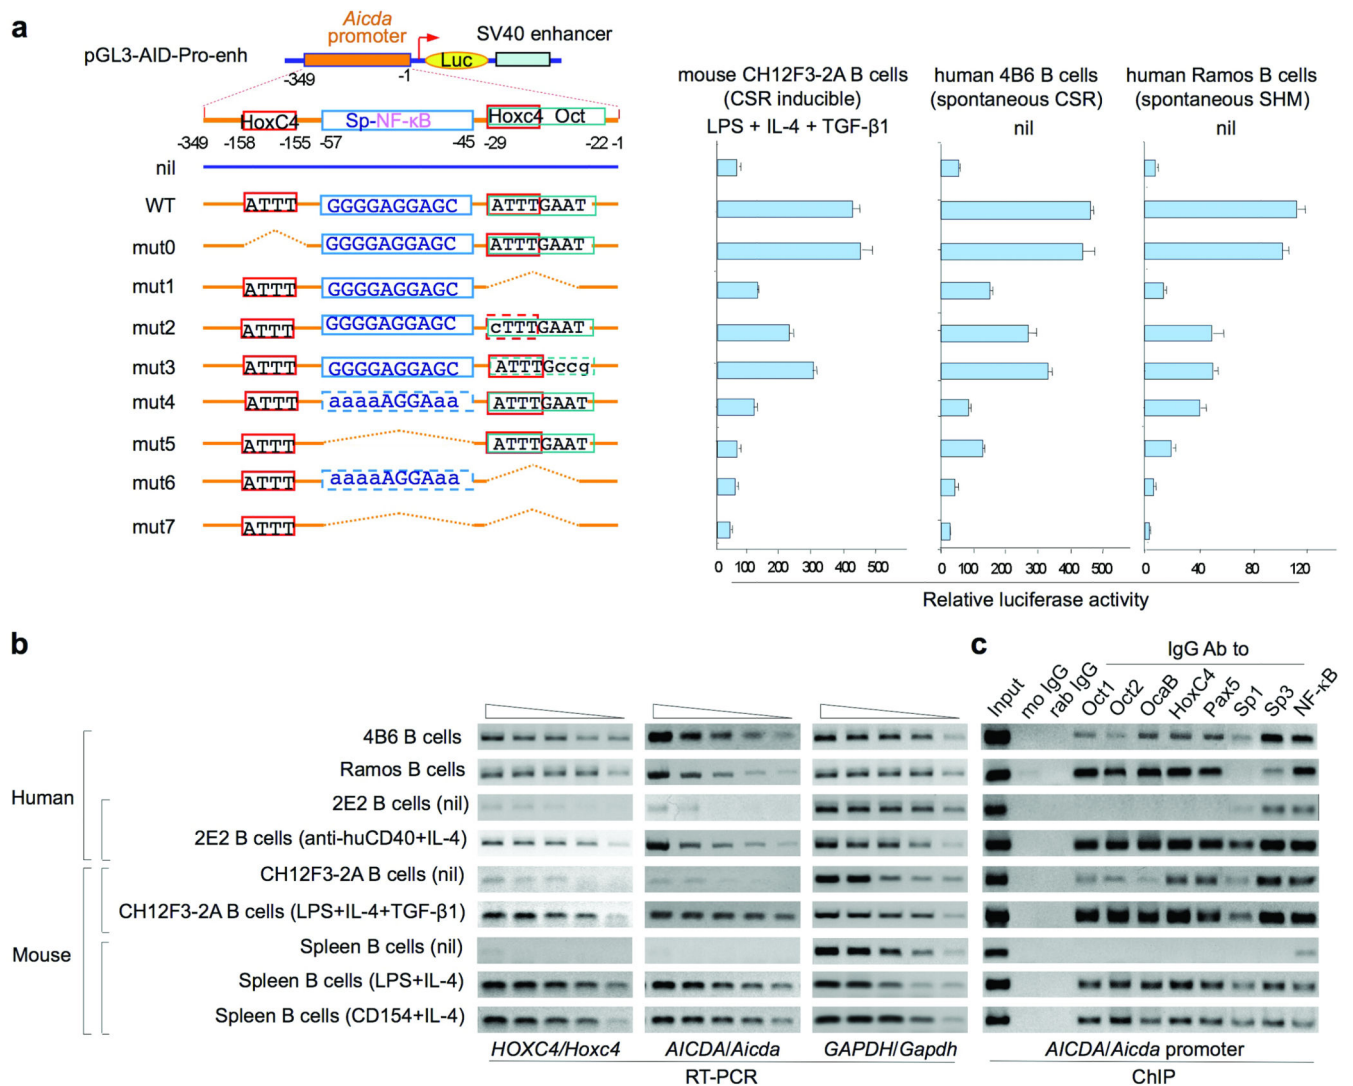 a
Aicda
promoter
SV40 enhancer
pGL3-AID-Pro-enh
Luc
-349
-1
HoxC4
Sp-NF-κB
Hoxc4
Oct
-349
-158
-155
-57
-45
-29
-22
-1
mouse CH12F3-2A B cells
(CSR inducible)
LPS + IL-4 + TGF-β1
human 4B6 B cells
(spontaneous CSR)
nil
human Ramos B cells
(spontaneous SHM)
nil
nil
WT ATTT GGGGAGGAGC ATTTGAAT
mut0 GGGGAGGAGC ATTTGAAT
mut1 ATTT GGGGAGGAGC
mut2 ATTT GGGGAGGAGC cTTTGAAT
mut3 ATTT GGGGAGGAGC ATTTGccg
mut4 ATTT aaaaAGGAaa ATTTGAAT
mut5 ATTT ATTTGAAT
mut6 ATTT aaaaAGGAaa
mut7 ATTT
0 100 200 300 400 500
0 100 200 300 400 500
0 40 80 120
Relative luciferase activity
b
4B6 B cells
Ramos B cells
2E2 B cells (nil)
2E2 B cells (anti-huCD40+IL-4)
CH12F3-2A B cells (nil)
CH12F3-2A B cells (LPS+IL-4+TGF-β1)
Spleen B cells (nil)
Spleen B cells (LPS+IL-4)
Spleen B cells (CD154+IL-4)
Human
Mouse
HOXC4/Hoxc4
AICDA/Aicda
GAPDH/Gapdh
RT-PCR
c
IgG Ab to
Input
mo IgG
rab IgG
Oct1
Oct2
OcaB
HoxC4
Pax5
Sp1
Sp3
NF-κB
AICDA/Aicda promoter
ChIP